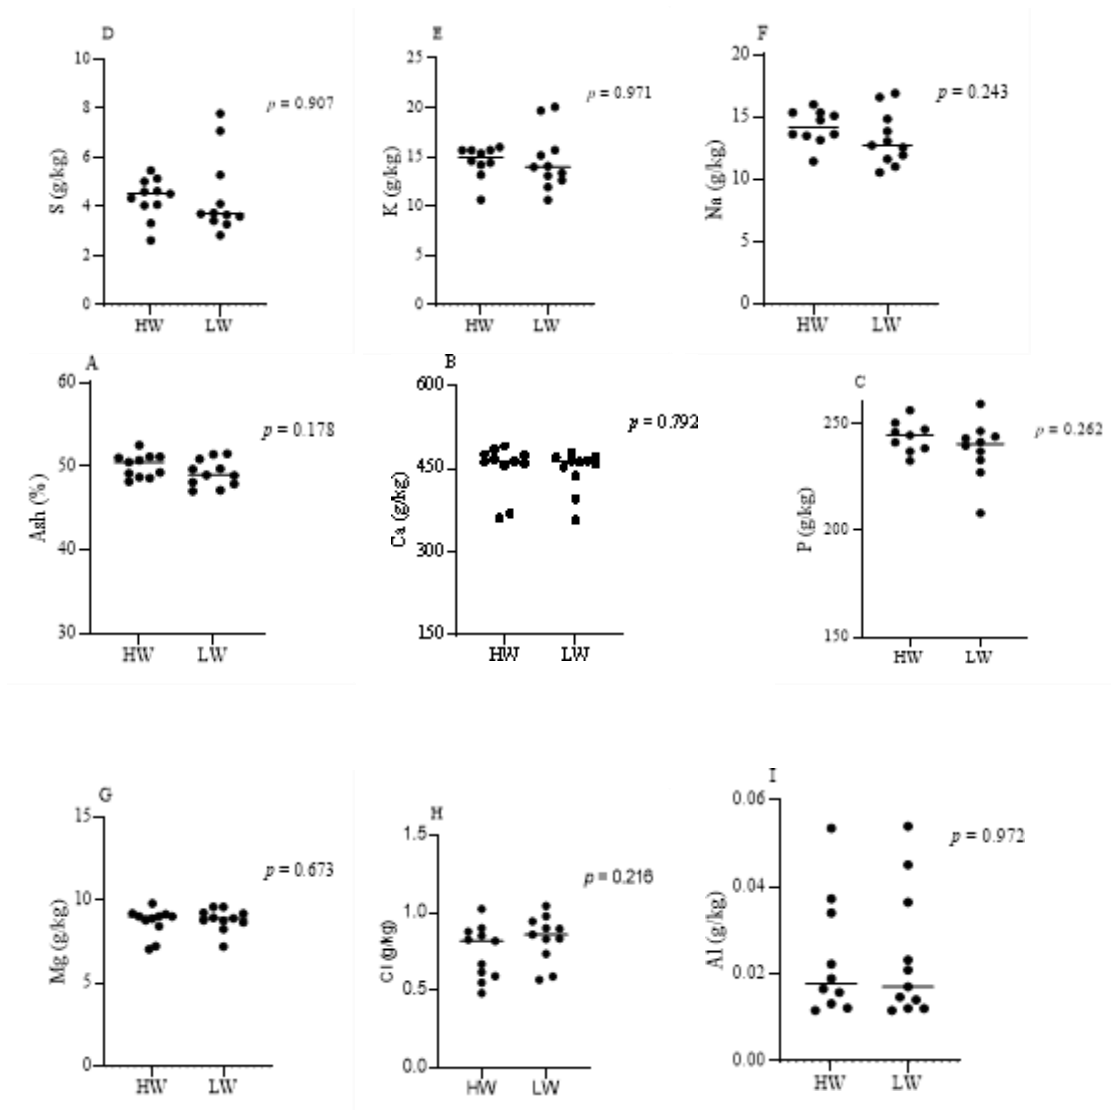 D
10
8
6
4
2
0
S (g/kg)
HW LW
p = 0.907
E
25
20
15
10
5
0
K (g/kg)
HW LW
p = 0.971
F
20
15
10
5
0
Na (g/kg)
HW LW
p = 0.243
A
60
50
40
30
Ash (%)
HW LW
p = 0.178
B
600
450
300
150
Ca (g/kg)
HW LW
p = 0.792
C
250
200
150
P (g/kg)
HW LW
p = 0.262
G
15
10
5
0
Mg (g/kg)
HW LW
p = 0.673
H
1.5
1.0
0.5
0.0
Cl (g/kg)
HW LW
p = 0.216
I
0.06
0.04
0.02
0.00
Al (g/kg)
HW LW
p = 0.972